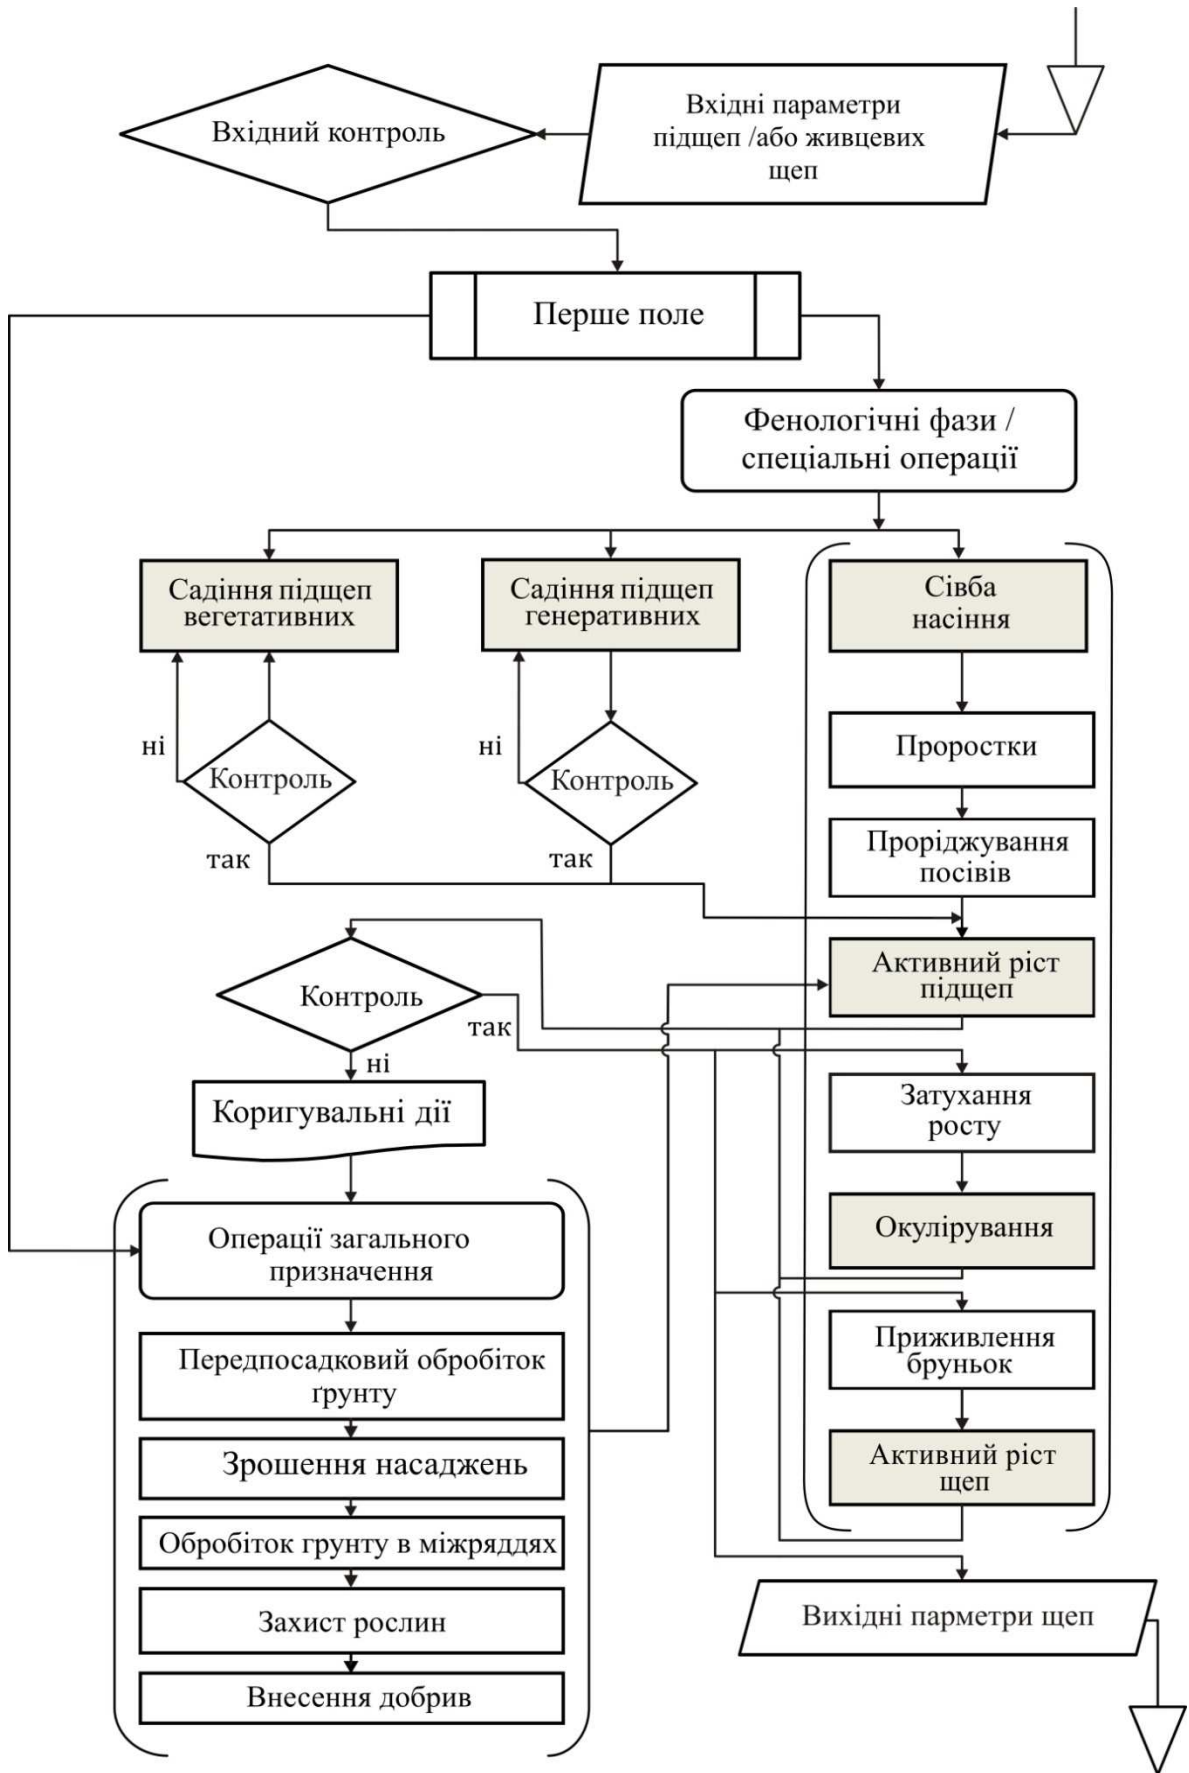 Вхідний контроль
Вхідні параметри
підщеп /або живцевих
щеп
Перше поле
Фенологічні фази /
спеціальні операції
Садіння підщеп
вегетативних
Садіння підщеп
генеративних
Сівба
насіння
ні
Контроль
так
ні
Контроль
так
Проростки
Проріджування
посівів
Активний ріст
підщеп
Контроль
так
ні
Коригувальні дії
Затухання
росту
Окулірування
Приживлення
бруньок
Активний ріст
щеп
Операції загального
призначення
Передпосадковий обробіток
ґрунту
Зрошення насаджень
Обробіток грунту в міжряддях
Захист рослин
Внесення добрив
Вихідні парметри щеп